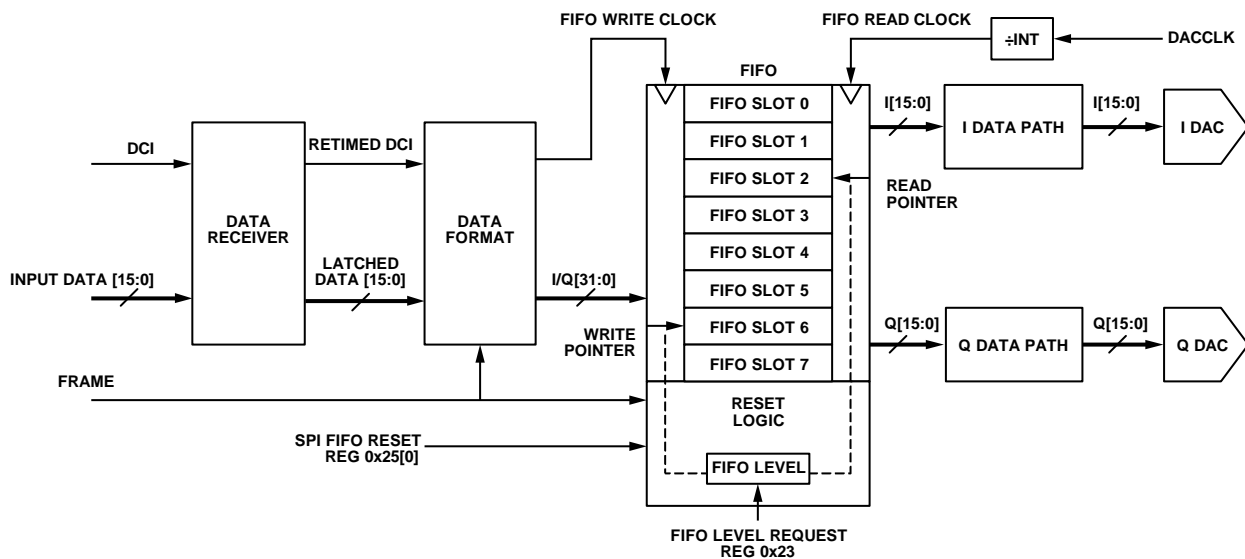 FIFO WRITE CLOCK
FIFO READ CLOCK
÷INT
DACCLK
FIFO
FIFO SLOT 0
FIFO SLOT 1
FIFO SLOT 2
FIFO SLOT 3
FIFO SLOT 4
FIFO SLOT 5
FIFO SLOT 6
FIFO SLOT 7
I[15:0]
I DATA PATH
I[15:0]
I DAC
DCI
RETIMED DCI
READ
POINTER
DATA
RECEIVER
DATA
FORMAT
INPUT DATA [15:0]
LATCHED
DATA [15:0]
I/Q[31:0]
WRITE
POINTER
Q[15:0]
Q DATA PATH
Q[15:0]
Q DAC
FRAME
RESET
LOGIC
SPI FIFO RESET
REG 0x25[0]
FIFO LEVEL
FIFO LEVEL REQUEST
REG 0x23